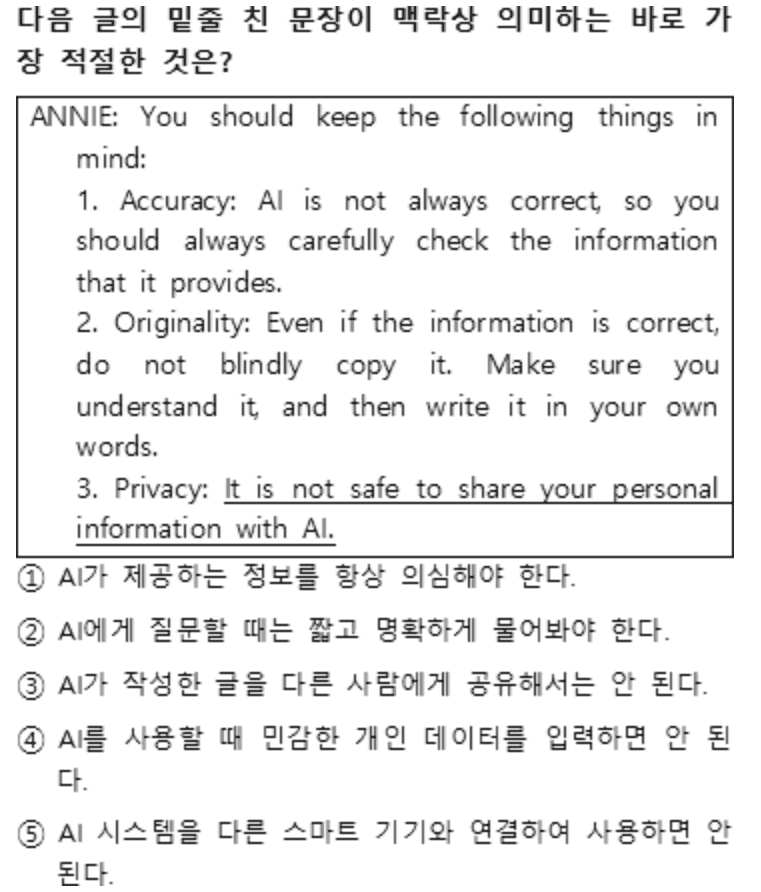 다음 글의 밑줄 친 문장이 맥락상 의미하는 바로 가
장 적절한 것은?
ANNIE: You should keep the following things in
mind:
1. Accuracy: AI is not always correct, so you
should always carefully check the information
that it provides.
2. Originality: Even if the information is correct,
do not blindly copy it. Make sure you
understand it, and then write it in your own
words.
3. Privacy: It is not safe to share your personal
information with AI.
① AI가 제공하는 정보를 항상 의심해야 한다.
② AI에게 질문할 때는 짧고 명확하게 물어봐야 한다.
③ AI가 작성한 글을 다른 사람에게 공유해서는 안 된다.
④ AI를 사용할 때 민감한 개인 데이터를 입력하면 안 된
다.
⑤ AI 시스템을 다른 스마트 기기와 연결하여 사용하면 안
된다.